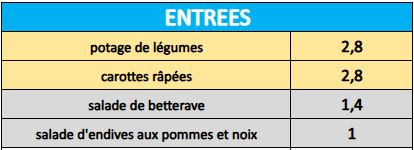 ENTREES
potage de légumes 2,8
carottes râpées 2,8
salade de betterave 1,4
salade d'endives aux pommes et noix 1